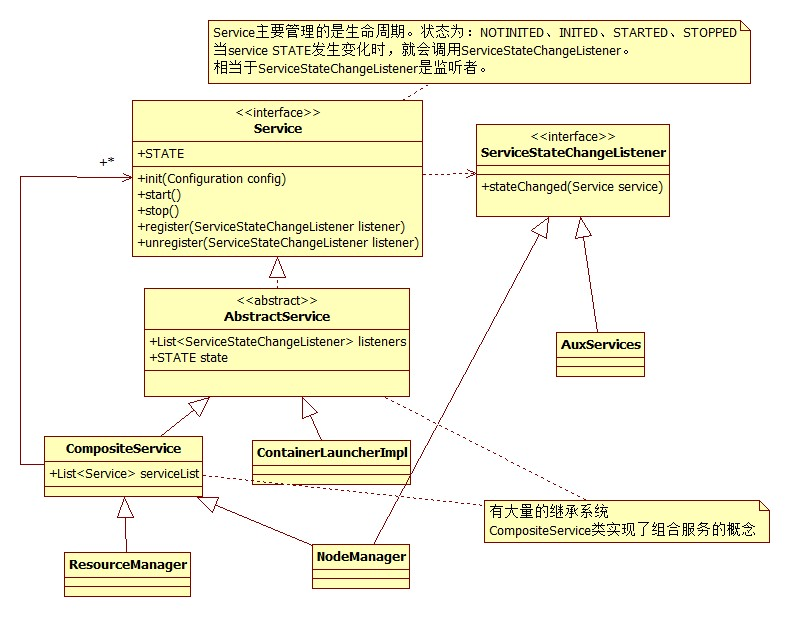 Service主要管理的是生命周期。状态为：NOTINITED、INITED、STARTED、STOPPED
当service STATE发生变化时，就会调用ServiceStateChangeListener。
相当于ServiceStateChangeListener是监听者。
<<interface>>
Service
+STATE
+init(Configuration config)
+start()
+stop()
+register(ServiceStateChangeListener listener)
+unregister(ServiceStateChangeListener listener)
+*
<<interface>>
ServiceStateChangeListener
+stateChanged(Service service)
<<abstract>>
AbstractService
+List<ServiceStateChangeListener> listeners
+STATE state
AuxServices
CompositeService
+List<Service> serviceList
ContainerLauncherImpl
有大量的继承系统
CompositeService类实现了组合服务的概念
ResourceManager
NodeManager